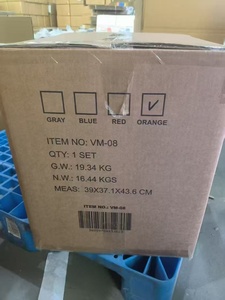 GRAY BLUE RED ORANGE
ITEM NO: VM-08
QTY: 1 SET
G.W.: 19.34 KG
N.W.: 18.44 KGS
MEAS: 39X37.1X43.6 CM
ITEM NO: VM-08